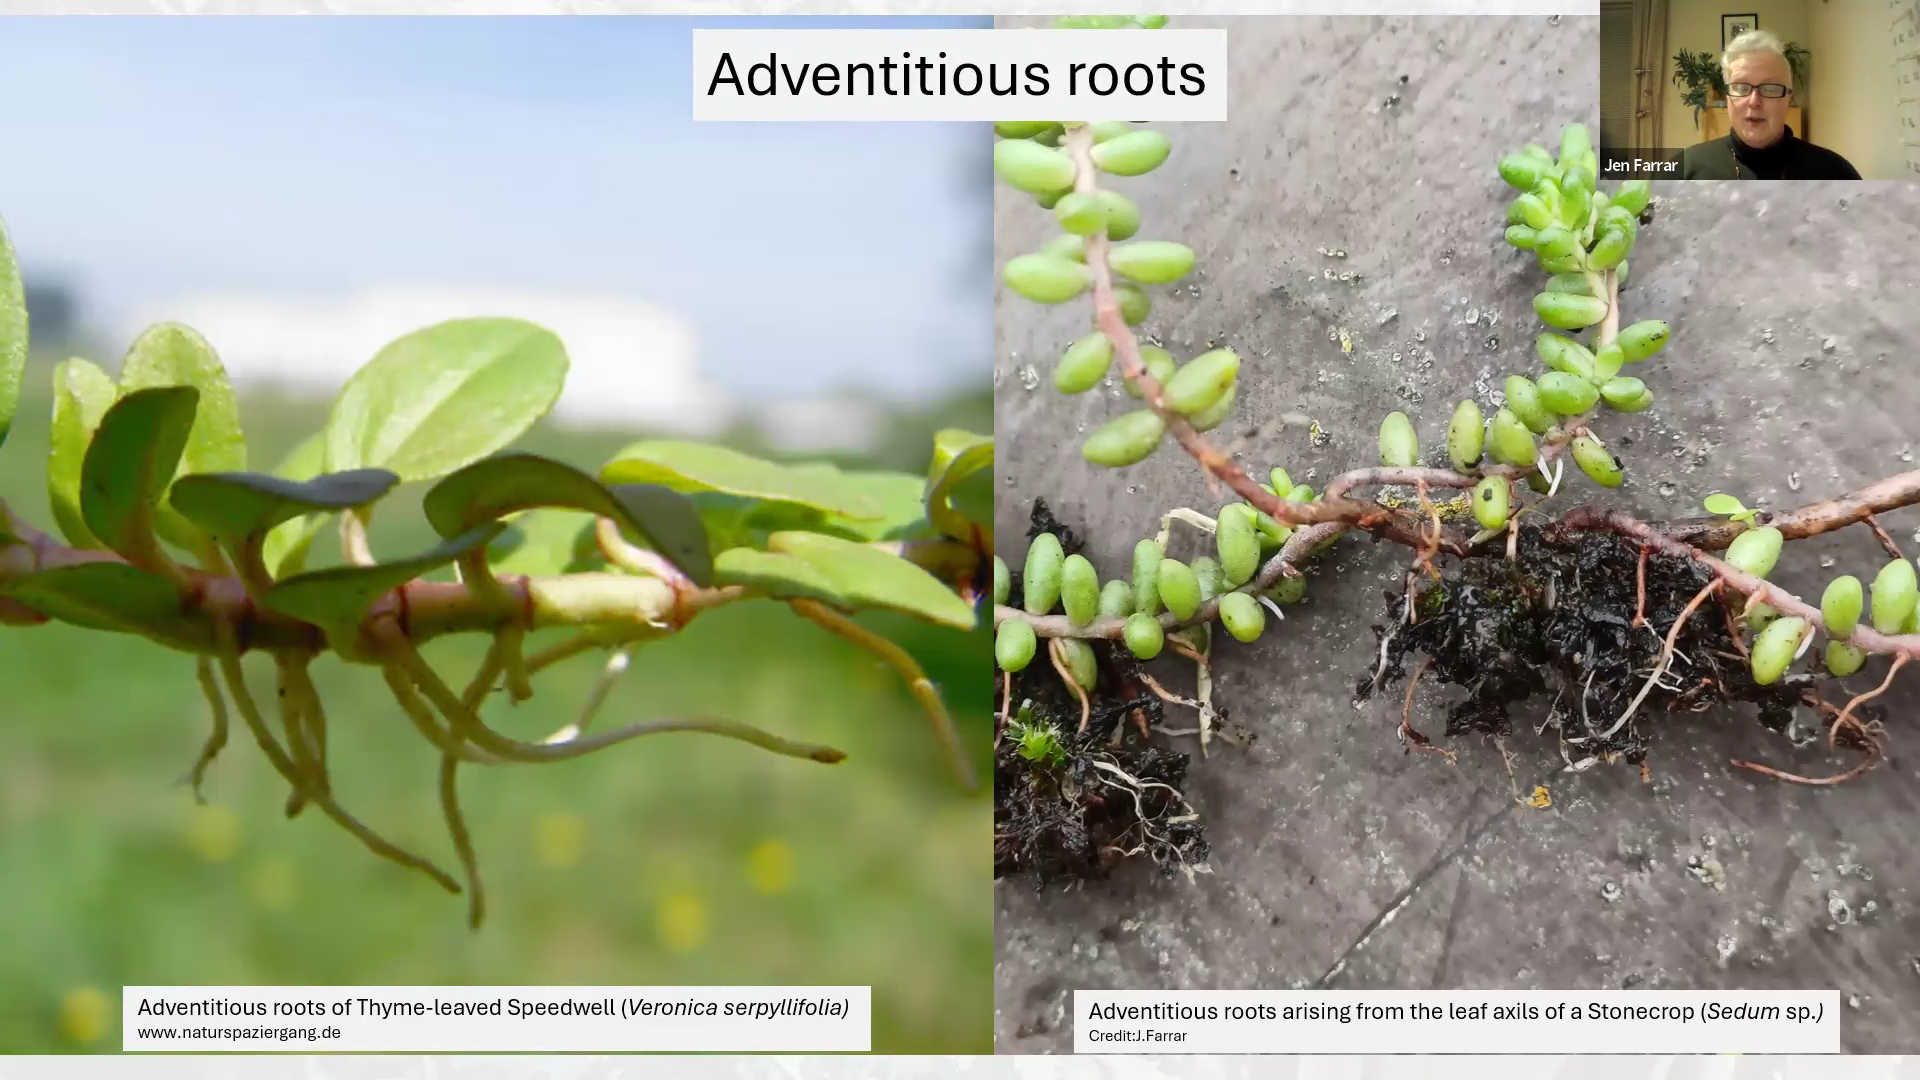 Adventitious roots
Jen Farrar
Adventitious roots of Thyme-leaved Speedwell (Veronica serpyllifolia)
www.naturspaziergang.de
Adventitious roots arising from the leaf axils of a Stonecrop (Sedum sp.)
Credit:J.Farrar